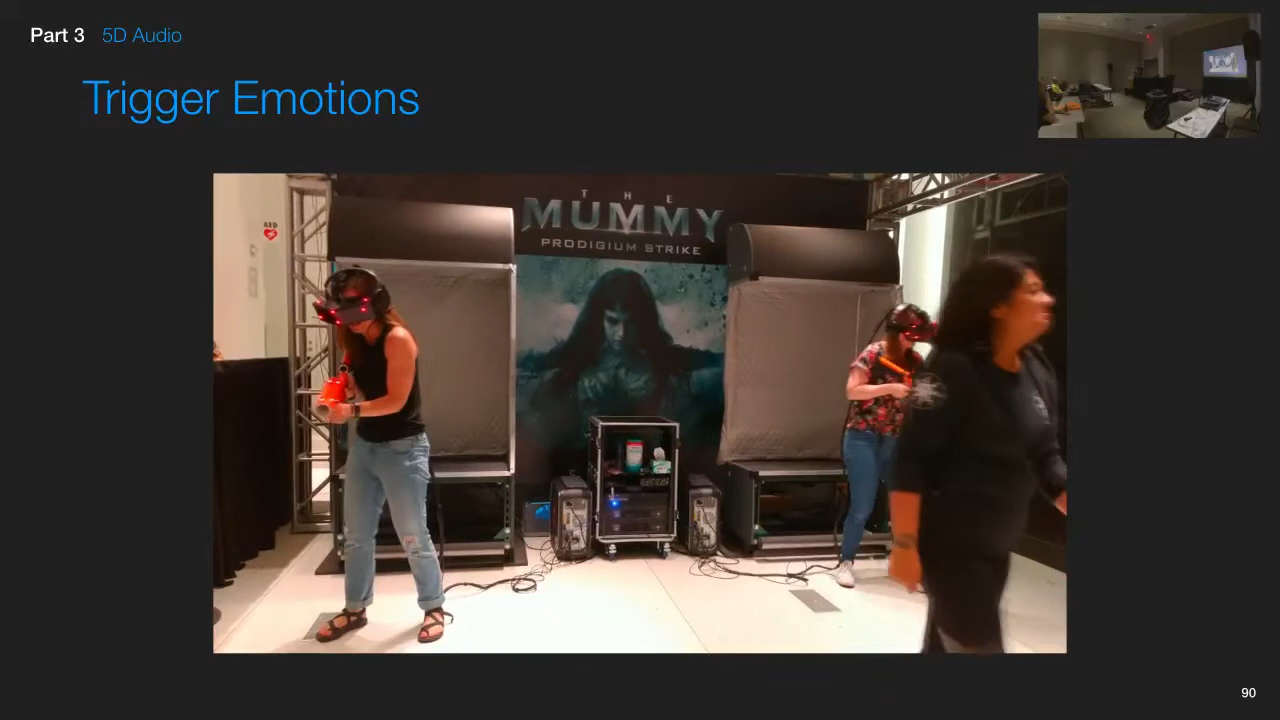 Part 3 5D Audio
Trigger Emotions
AED
THE
MUMMY
PRODIGIUM STRIKE
90